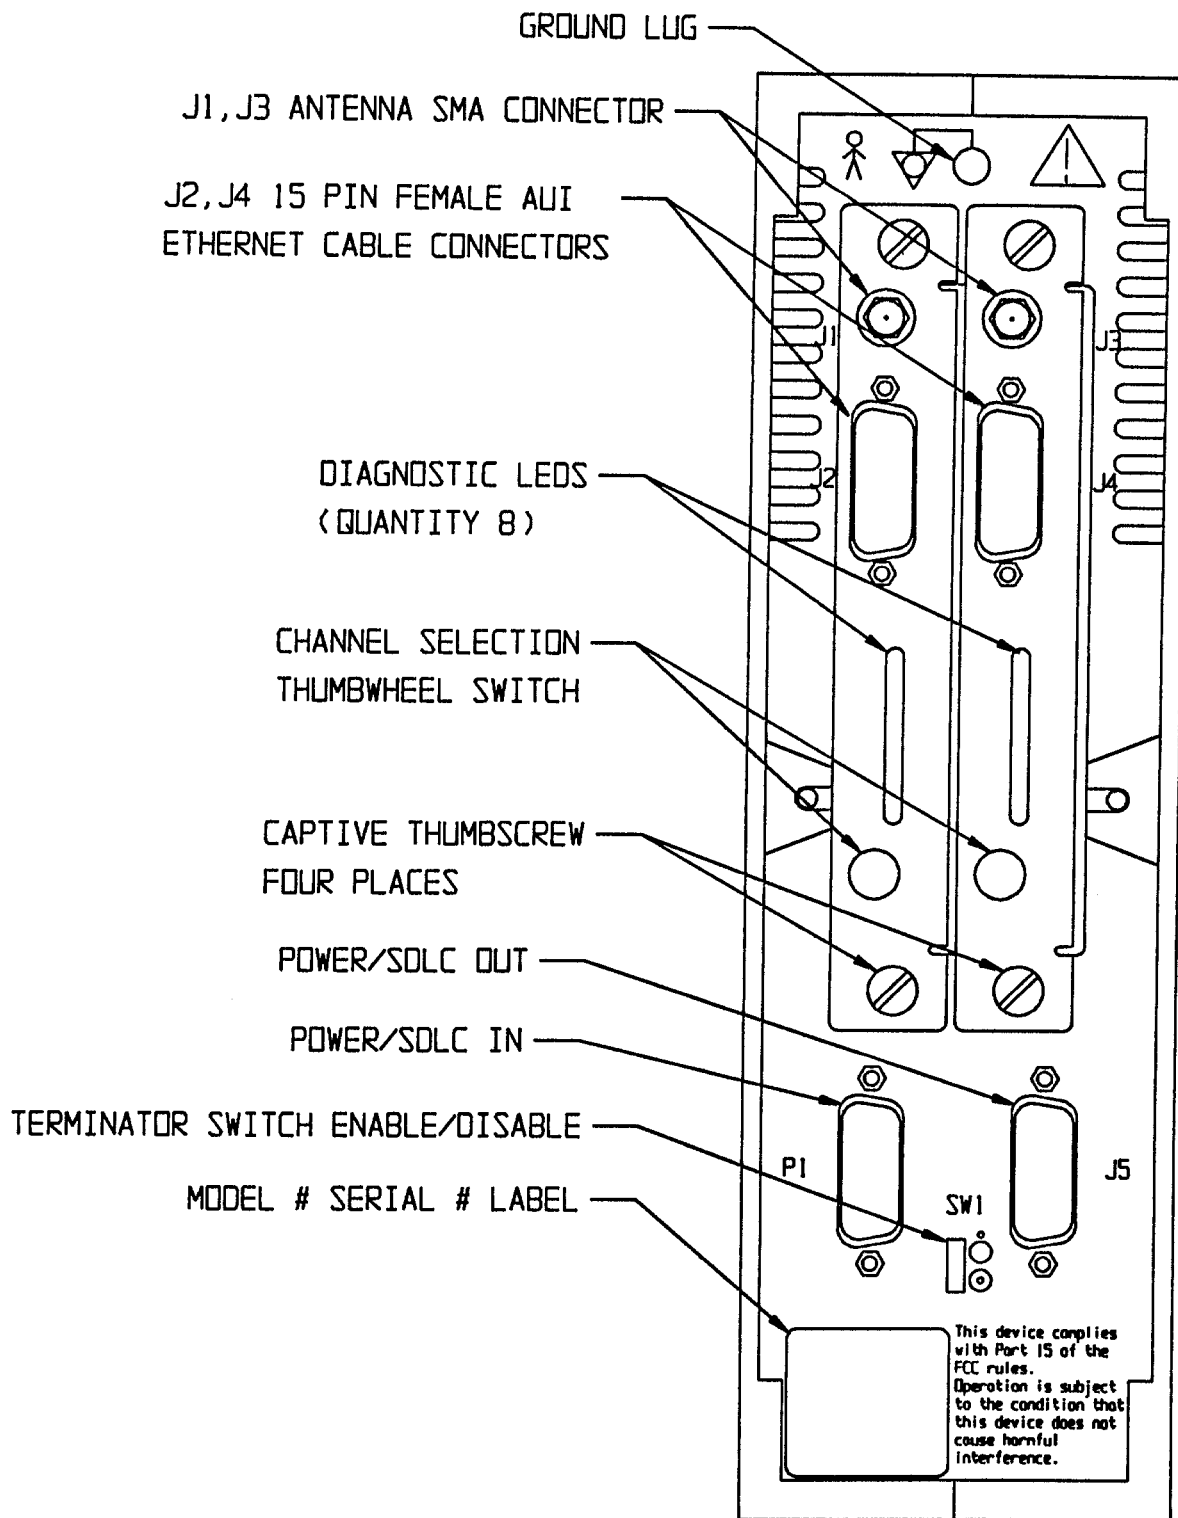 GROUND LUG
J1,J3 ANTENNA SMA CONNECTOR
J2,J4 15 PIN FEMALE AUI
ETHERNET CABLE CONNECTORS
J1
J3
DIAGNOSTIC LEDS
(QUANTITY 8)
J2
J4
CHANNEL SELECTION
THUMBWHEEL SWITCH
CAPTIVE THUMBSCREW
FOUR PLACES
POWER/SDLC OUT
POWER/SDLC IN
TERMINATOR SWITCH ENABLE/DISABLE
P1
J5
MODEL # SERIAL # LABEL
SW1
This device complies
with Part 15 of the
FCC rules.
Operation is subject
to the condition that
this device does not
cause harmful
interference.